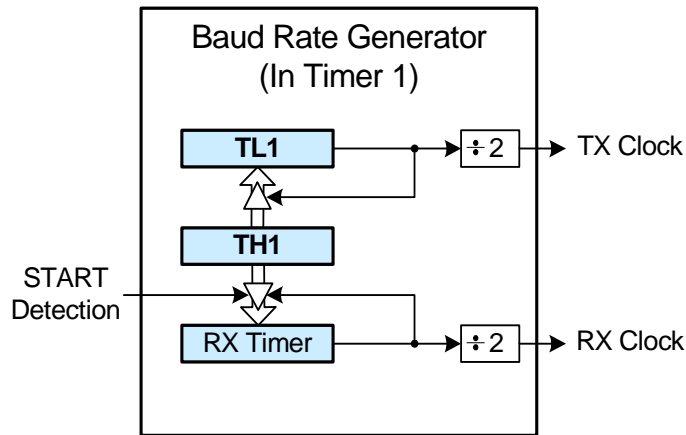 Baud Rate Generator
(In Timer 1)
TL1
÷ 2
TX Clock
TH1
START
Detection
RX Timer
÷ 2
RX Clock